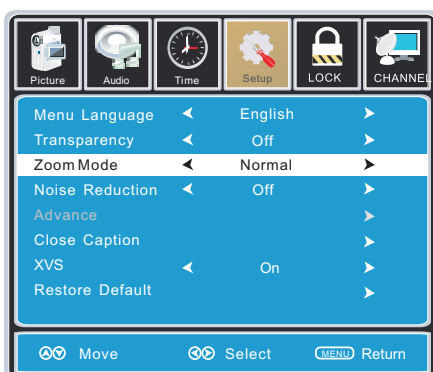 Picture Audio Time Setup LOCK CHANNEL
Menu Language English
Transparency Off
Zoom Mode Normal
Noise Reduction Off
Advance
Close Caption
XVS On
Restore Default
Move Select MENU Return